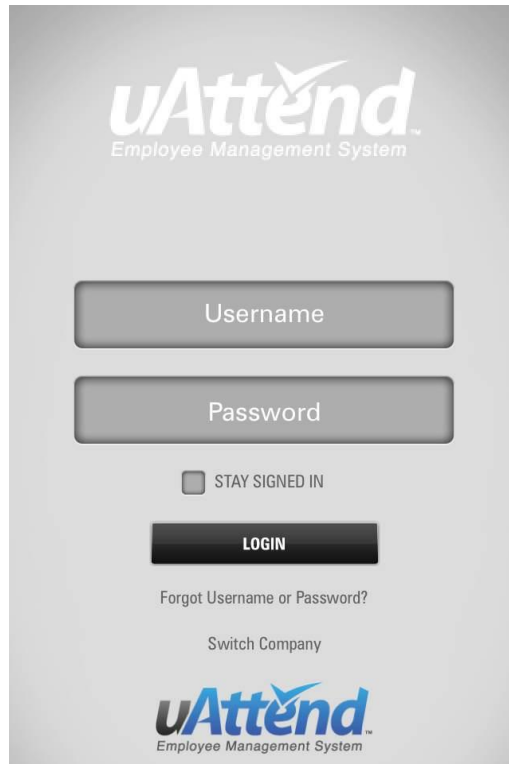 uAttend™
Employee Management System
Username
Password
STAY SIGNED IN
LOGIN
Forgot Username or Password?
Switch Company
uAttend™
Employee Management System